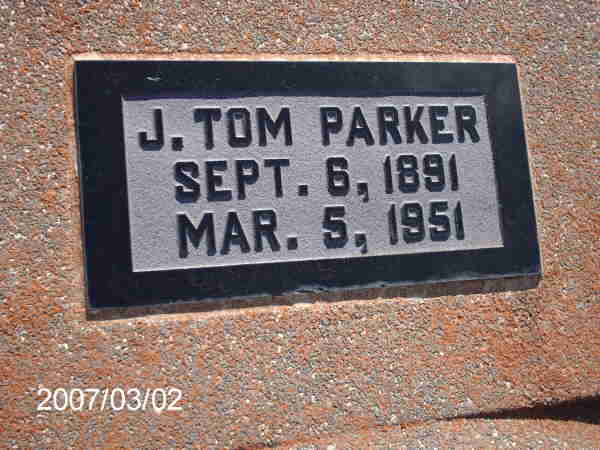 J. TOM PARKER
SEPT. 6, 1891
MAR. 5, 1951
2007/03/02